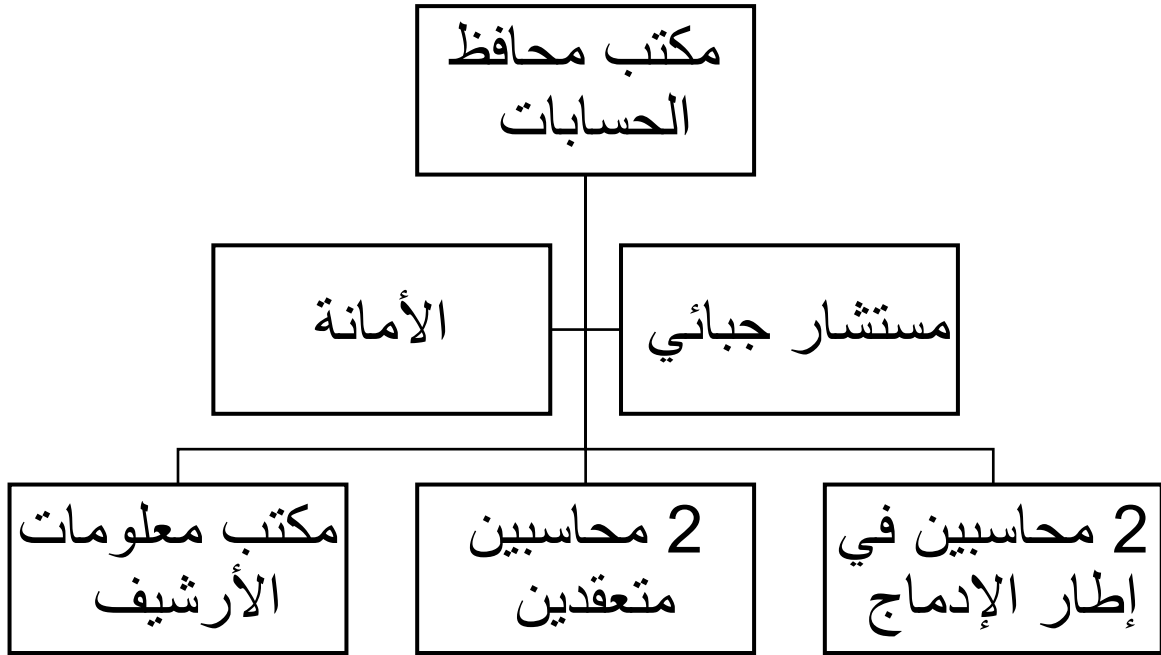 مكتب محافظ
الحسابات
مستشار جبائي
الأمانة
2 محاسبين في
إطار الإدماج
2 محاسبين
متعقدين
مكتب معلومات
الأرشيف